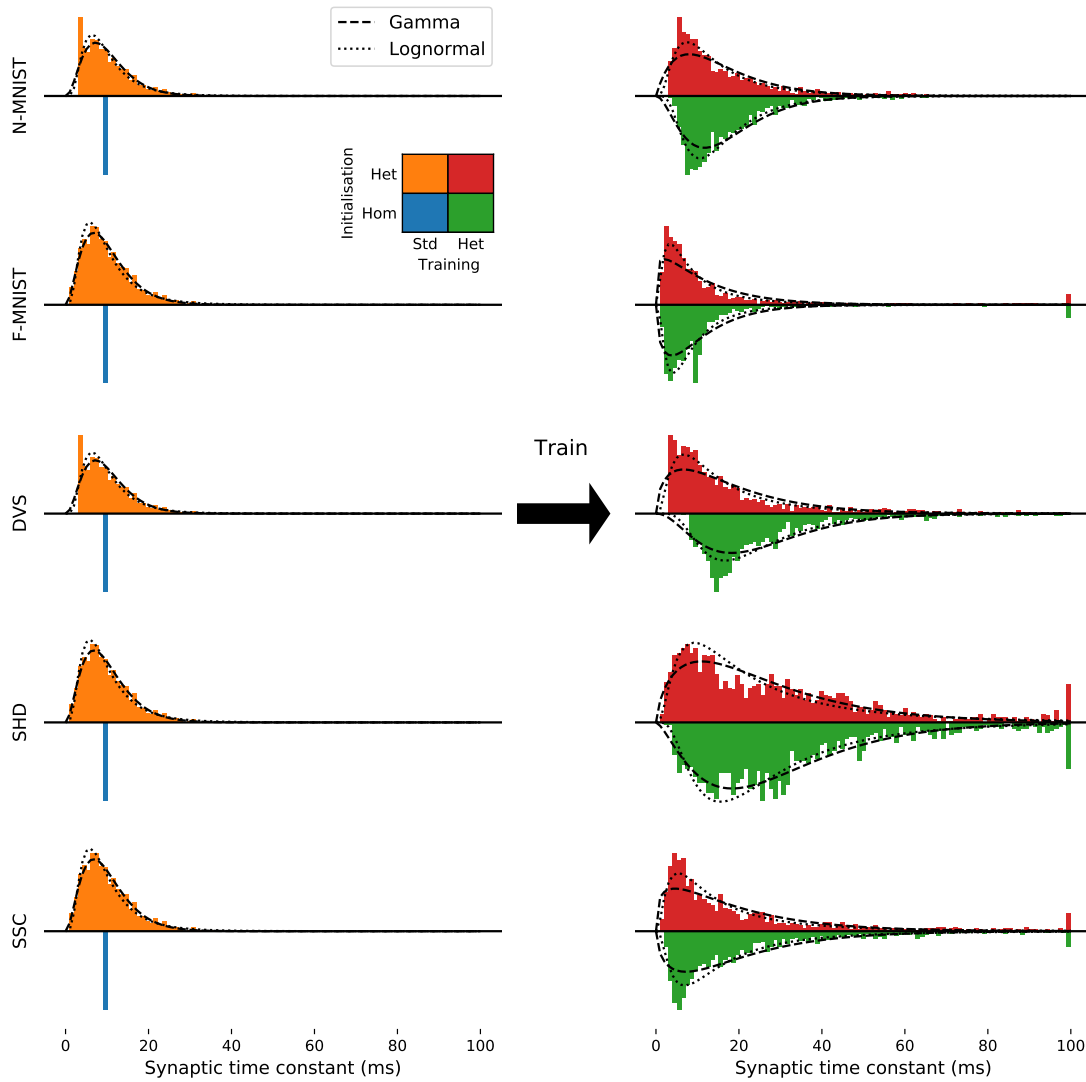 Gamma
Lognormal
N-MNIST
Initialisation
Het
Hom
Std Het
Training
F-MNIST
DVS
Train
SHD
SSC
0 20 40 60 80 100
Synaptic time constant (ms)
0 20 40 60 80 100
Synaptic time constant (ms)